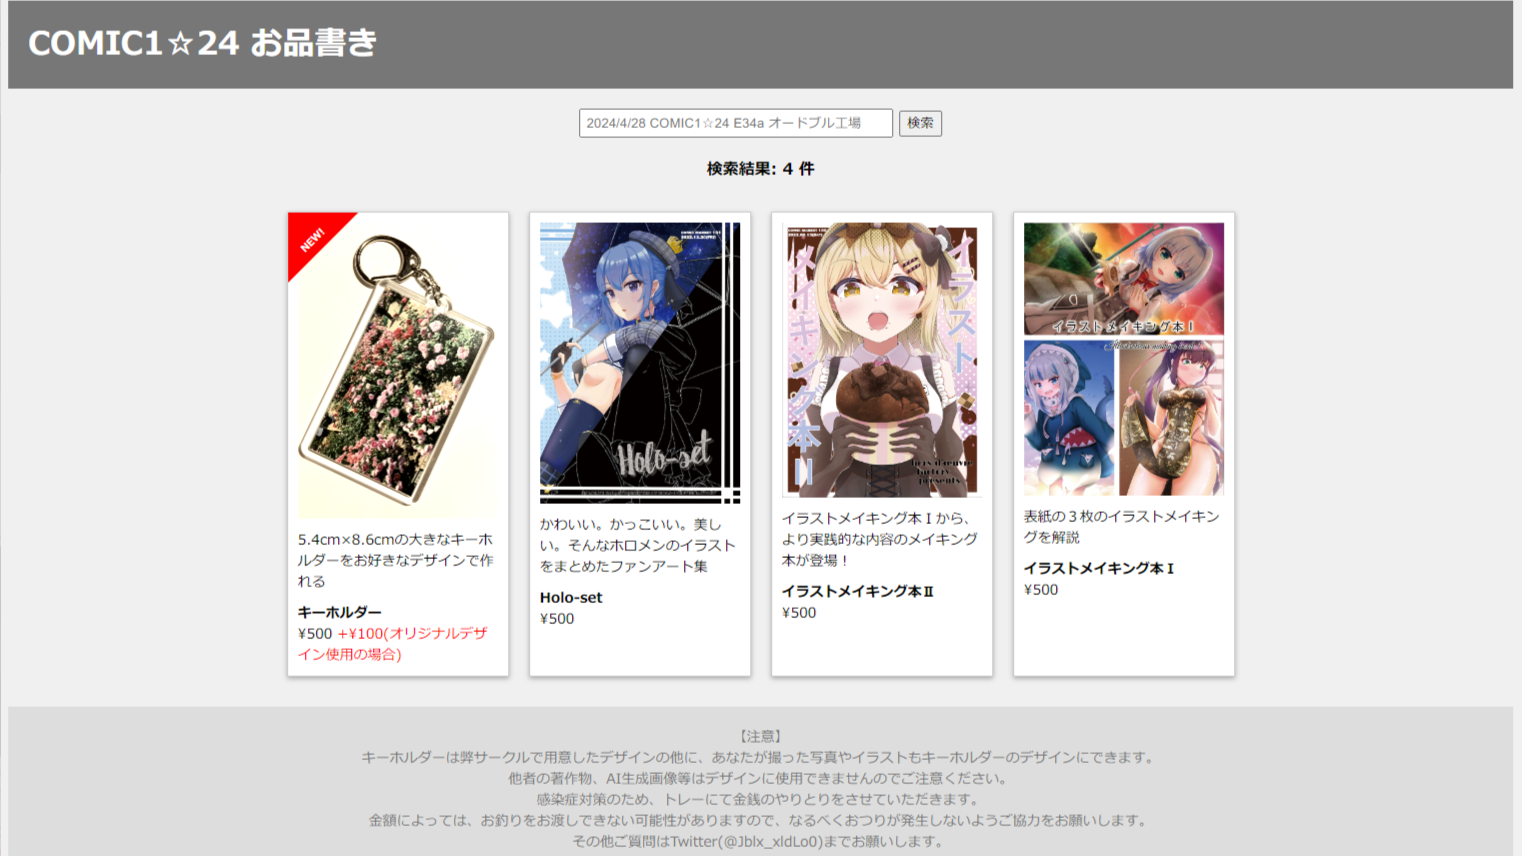 COMIC1☆24 お品書き
2024/4/28 COMIC1☆24 E34a オードブル工場
検索
検索結果: 4 件
NEW!
5.4cm×8.6cmの大きなキーホ
ルダーをお好きなデザインで作
れる
キーホルダー
¥500 +¥100(オリジナルデザ
イン使用の場合)
Holo-set
かわいい。かっこいい。美し
い。そんなホロメンのイラスト
をまとめたファンアート集
Holo-set
¥500
イラスト
メイキング本II
hors d'œuvre
factory
presents
イラストメイキング本Ⅰから、
より実践的な内容のメイキング
本が登場！
イラストメイキング本Ⅱ
¥500
イラストメイキング本Ⅰ
表紙の３枚のイラストメイキン
グを解説
イラストメイキング本Ⅰ
¥500
【注意】
キーホルダーは弊サークルで用意したデザインの他に、あなたが撮った写真やイラストもキーホルダーのデザインにできます。
他者の著作物、AI生成画像等はデザインに使用できませんのでご注意ください。
感染症対策のため、トレーにて金銭のやりとりをさせていただきます。
金額によっては、お釣りをお渡しできない可能性がありますので、なるべくおつりが発生しないようご協力をお願いします。
その他ご質問はTwitter(@Jblx_xldLo0)までお願いします。